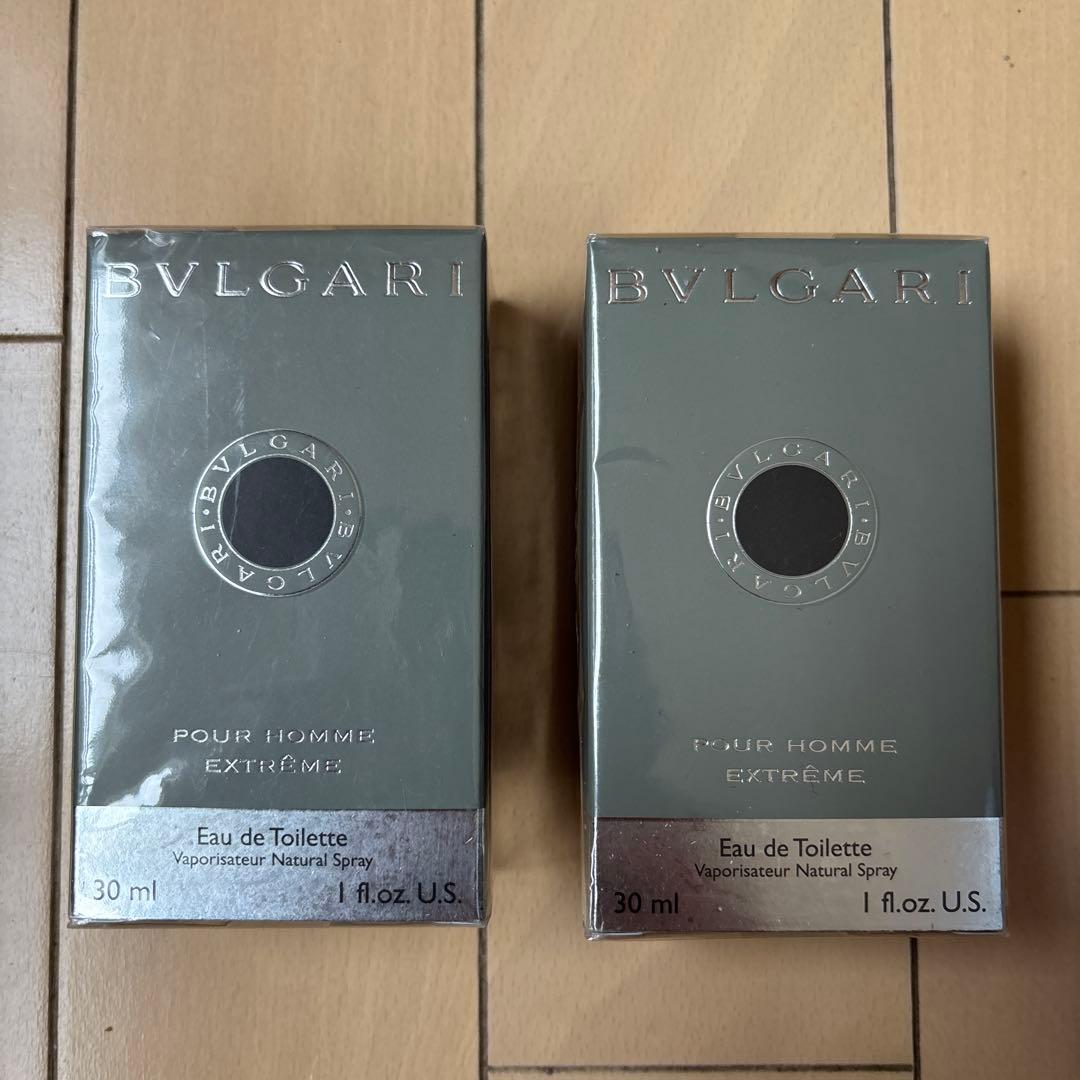 BVLGARI
BVLGARI · BVLGARI ·
POUR HOMME
EXTRÊME
Eau de Toilette
Vaporisateur Natural Spray
30 ml 1 fl.oz. U.S.
BVLGARI
BVLGARI · BVLGARI ·
POUR HOMME
EXTRÊME
Eau de Toilette
Vaporisateur Natural Spray
30 ml 1 fl.oz. U.S.